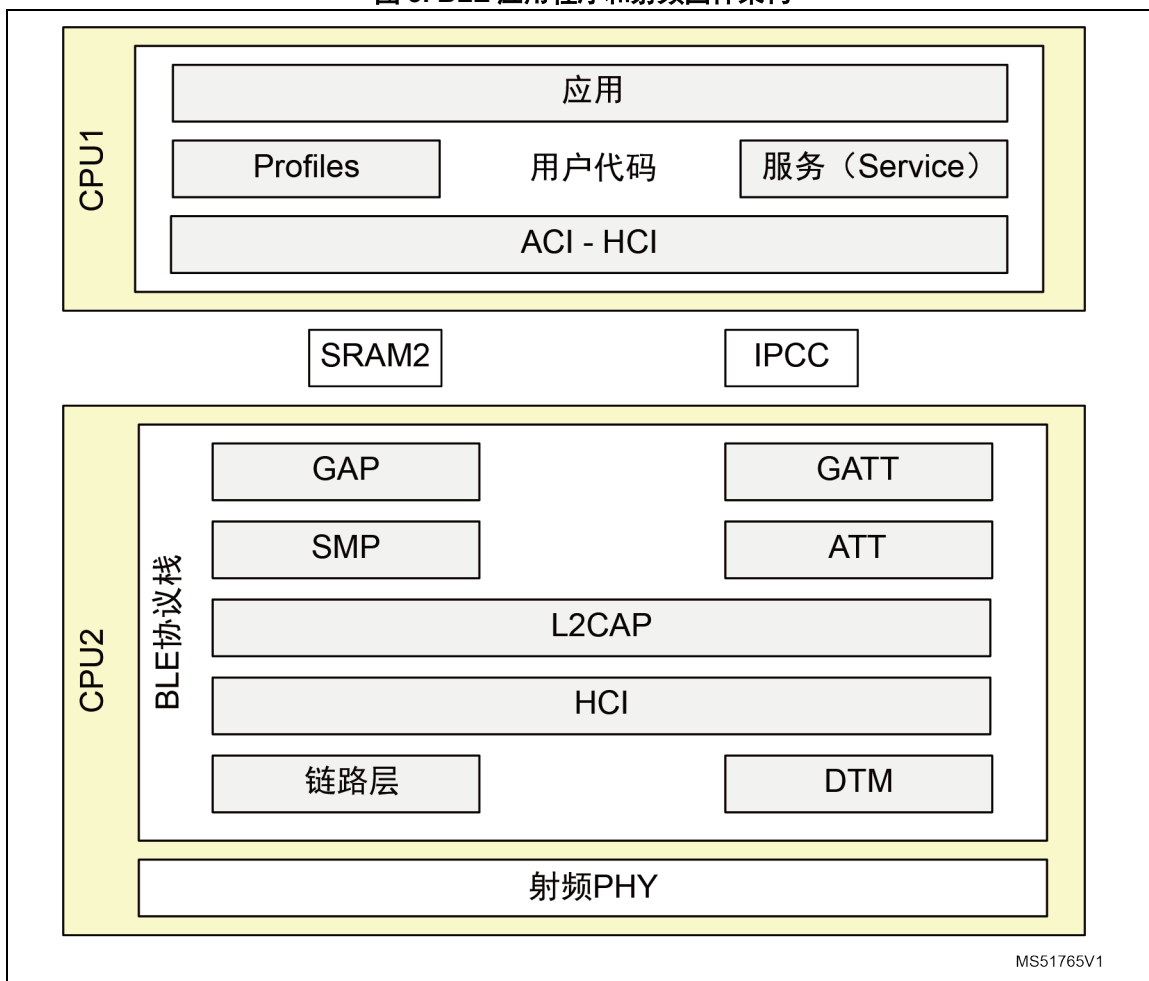 CPU1
应用
Profiles
用户代码
服务（Service）
ACI - HCI
SRAM2
IPCC
CPU2
BLE协议栈
GAP
GATT
SMP
ATT
L2CAP
HCI
链路层
DTM
射频PHY
MS51765V1